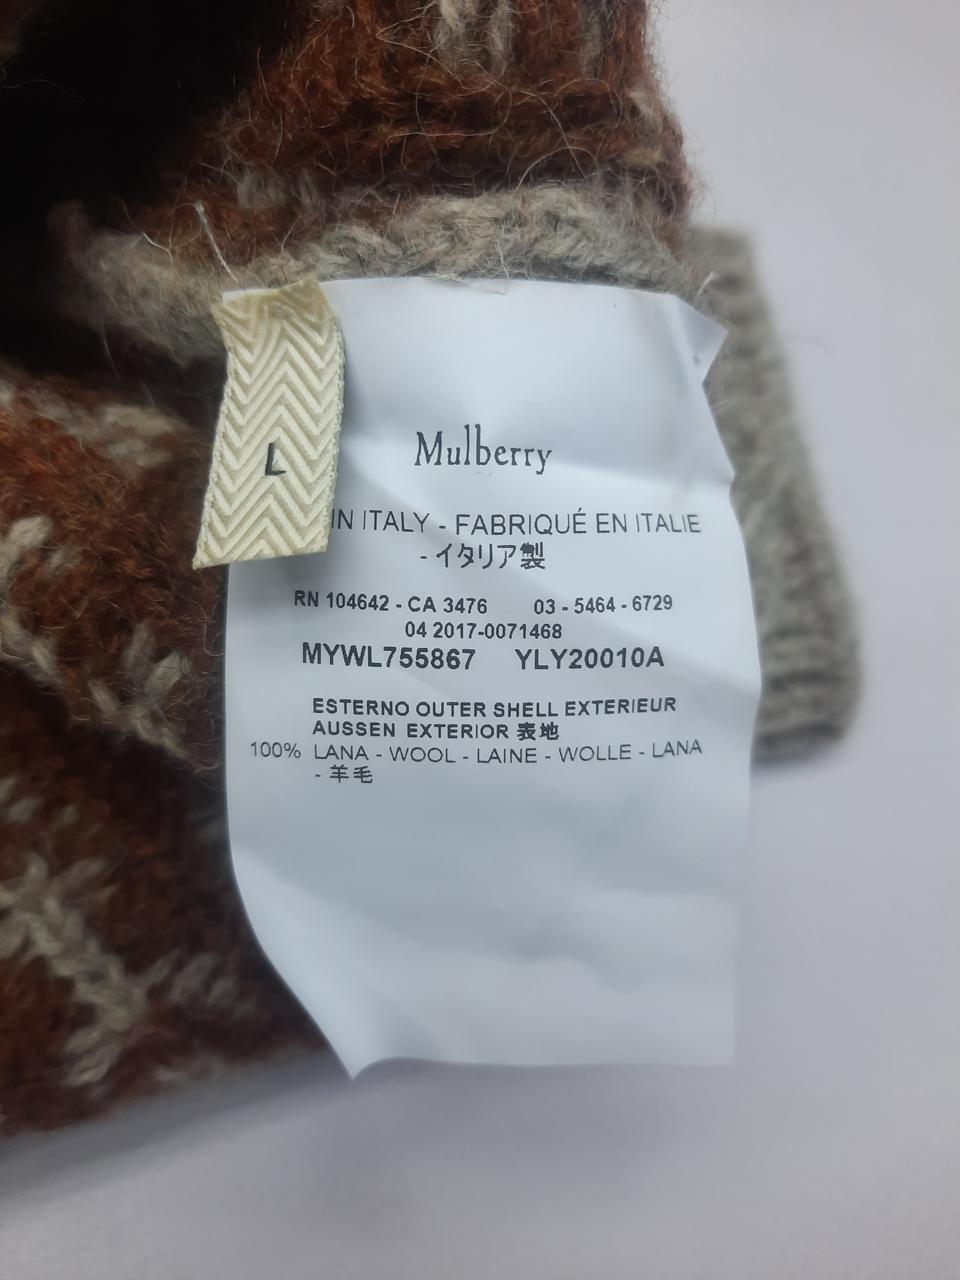 L
Mulberry
IN ITALY - FABRIQUÉ EN ITALIE
- イタリア製
RN 104642 - CA 3476 03 - 5464 - 6729
04 2017-0071468
MYWL755867 YLY20010A
ESTERNO OUTER SHELL EXTERIEUR
AUSSEN EXTERIOR 表地
100% LANA - WOOL - LAINE - WOLLE - LANA
- 羊毛